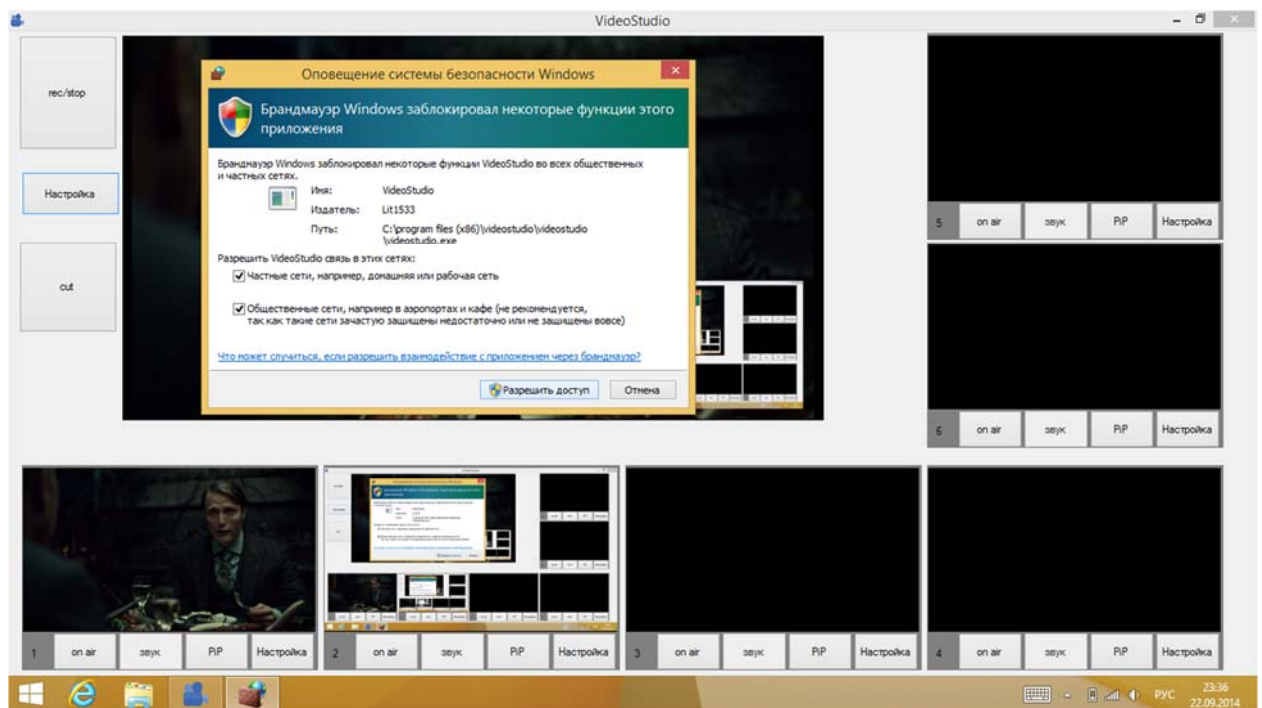 VideoStudio
rec/stop
Настройка
cut
Оповещение системы безопасности Windows
Брандмауэр Windows заблокировал некоторые функции этого
приложения
Брандмауэр Windows заблокировал некоторые функции VideoStudio во всех общественных
и частных сетях.
Имя: VideoStudio
Издатель: Lit1533
Путь: C:\program files (x86)\videostudio\videostudio
\videostudio.exe
Разрешить VideoStudio связь в этих сетях:
Частные сети, например, домашняя или рабочая сеть
Общественные сети, например в аэропортах и кафе (не рекомендуется,
так как такие сети зачастую защищены недостаточно или не защищены вовсе)
Что может случиться, если разрешить взаимодействие с приложением через брандмауэр?
Разрешить доступ Отмена
5 on air звук PiP Настройка
6 on air звук PiP Настройка
1 on air звук PiP Настройка 2 on air звук PiP Настройка 3 on air звук PiP Настройка 4 on air звук PiP Настройка
РУС 23:36
22.09.2014